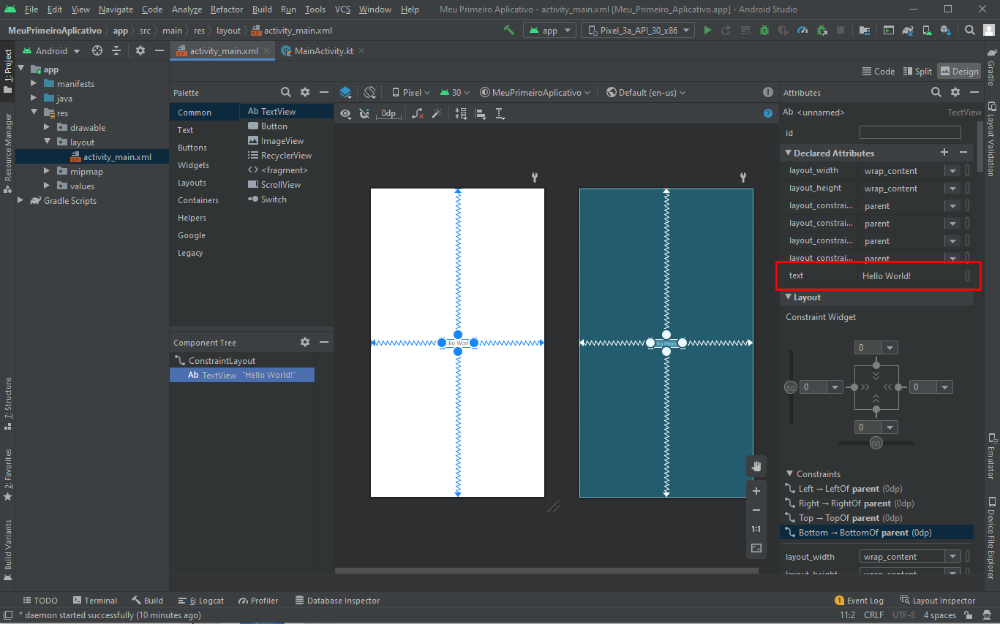 File Edit View Navigate Code Analyze Refactor Build Run Tools VCS Window Help Meu Primeiro Aplicativo - activity_main.xml [Meu_Primeiro_Aplicativo.app] - Android Studio
MeuPrimeiroAplicativo app src main res layout activity_main.xml app Pixel_3a_API_30_x86
1: Project
Resource Manager
7: Structure
2: Favorites
Build Variants
Android
app
manifests
java
res
drawable
layout
activity_main.xml
mipmap
values
Gradle Scripts
activity_main.xml MainActivity.kt
Code Split Design
Palette
Common
Text
Buttons
Widgets
Layouts
Containers
Helpers
Google
Legacy
Ab TextView
Button
ImageView
RecyclerView
<> <fragment>
ScrollView
Switch
Component Tree
ConstraintLayout
Ab TextView "Hello World!"
Pixel 30 MeuPrimeiroAplicativo Default (en-us)
0dp
1:1
Attributes
Ab <unnamed> TextView
id
Declared Attributes
layout_width wrap_content
layout_height wrap_content
layout_constrai... parent
layout_constrai... parent
layout_constrai... parent
layout_constrai... parent
text Hello World!
Layout
Constraint Widget
0
50 0 0
0
50
Constraints
Left → LeftOf parent (0dp)
Right → RightOf parent (0dp)
Top → TopOf parent (0dp)
Bottom → BottomOf parent (0dp)
layout_width wrap_content
layout_height wrap_content
Gradle
Layout Validation
Emulator
Device File Explorer
TODO Terminal Build 6: Logcat Profiler Database Inspector 1 Event Log Layout Inspector
* daemon started successfully (10 minutes ago) 11:2 CRLF UTF-8 4 spaces